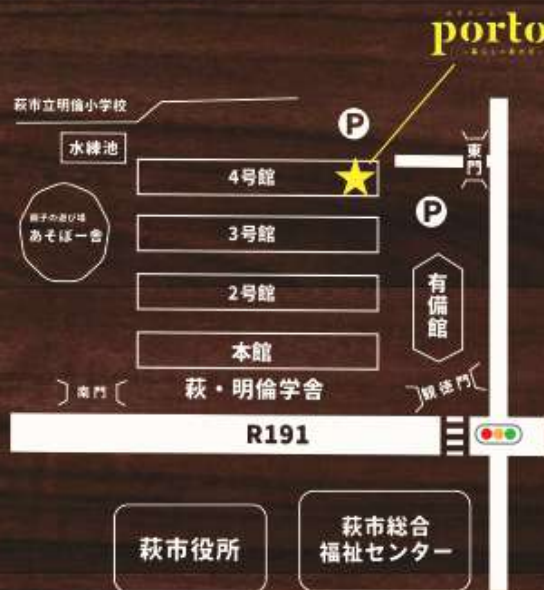 porto
萩市立明倫小学校
P
水練池
東門
4号館
P
親子の遊び場
あそぼー舎
3号館
有備館
2号館
本館
南門
萩・明倫学舎
観徳門
R191
萩市役所
萩市総合
福祉センター